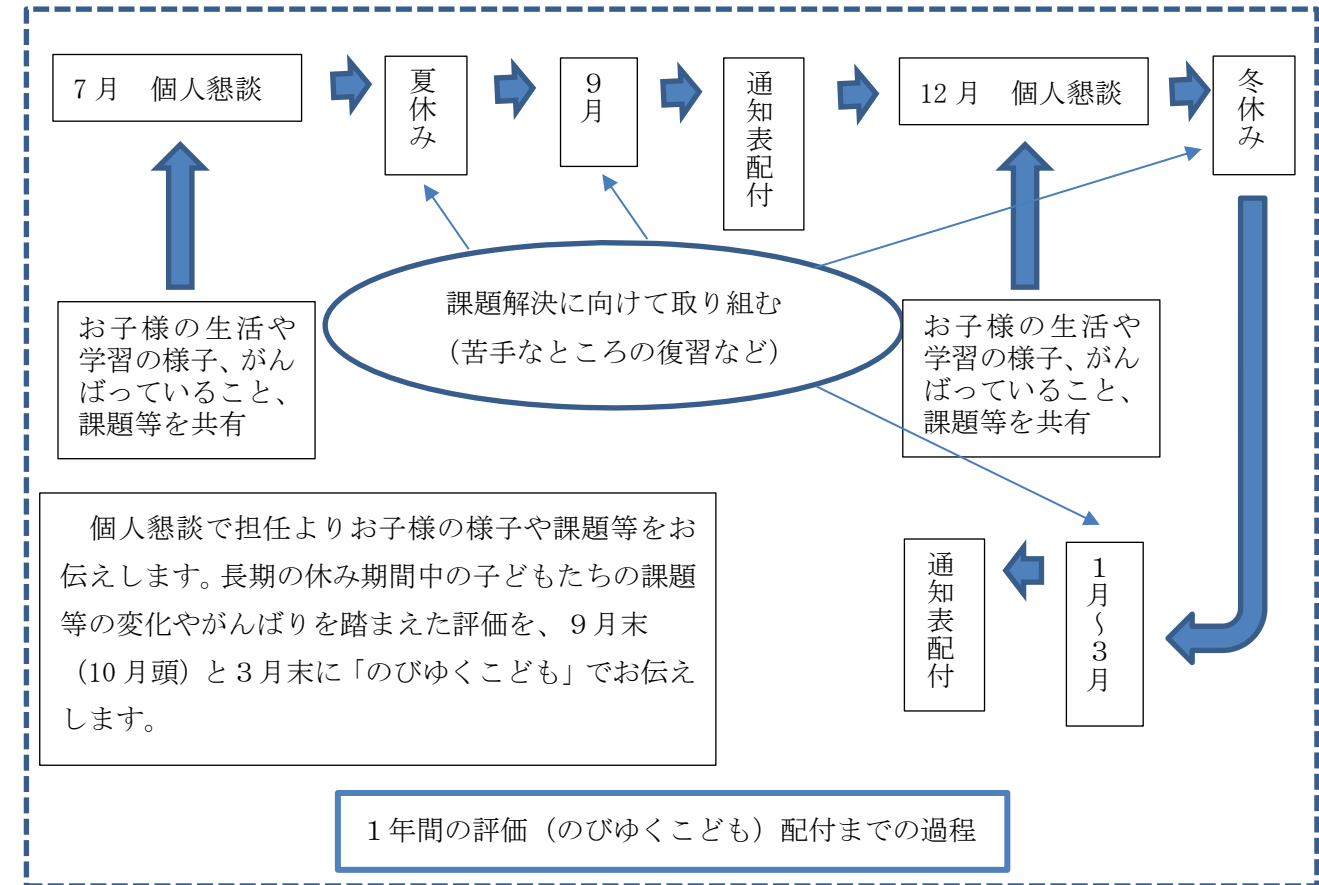 7月　個人懇談
夏休み
9月
通知表配付
12月　個人懇談
冬休み
課題解決に向けて取り組む
（苦手なところの復習など）
お子様の生活や
学習の様子、がん
ばっていること、
課題等を共有
お子様の生活や
学習の様子、がん
ばっていること、
課題等を共有
　個人懇談で担任よりお子様の様子や課題等をお
伝えします。長期の休み期間中の子どもたちの課題
等の変化やがんばりを踏まえた評価を、９月末
（10月頭）と３月末に「のびゆくこども」でお伝え
します。
通知表配付
１月～３月
１年間の評価（のびゆくこども）配付までの過程